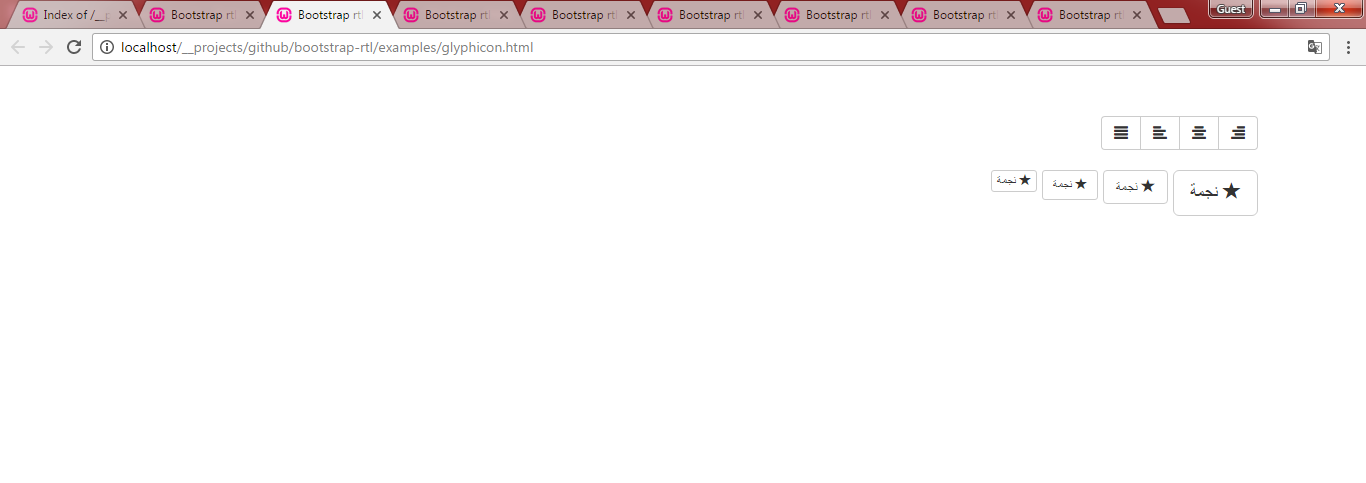 Index of /__p
Bootstrap rtl
Bootstrap rtl
Bootstrap rtl
Bootstrap rtl
Bootstrap rtl
Bootstrap rtl
Bootstrap rtl
Bootstrap rtl
Guest
localhost/__projects/github/bootstrap-rtl/examples/glyphicon.html
★ نجمة ★ نجمة ★ نجمة ★ نجمة